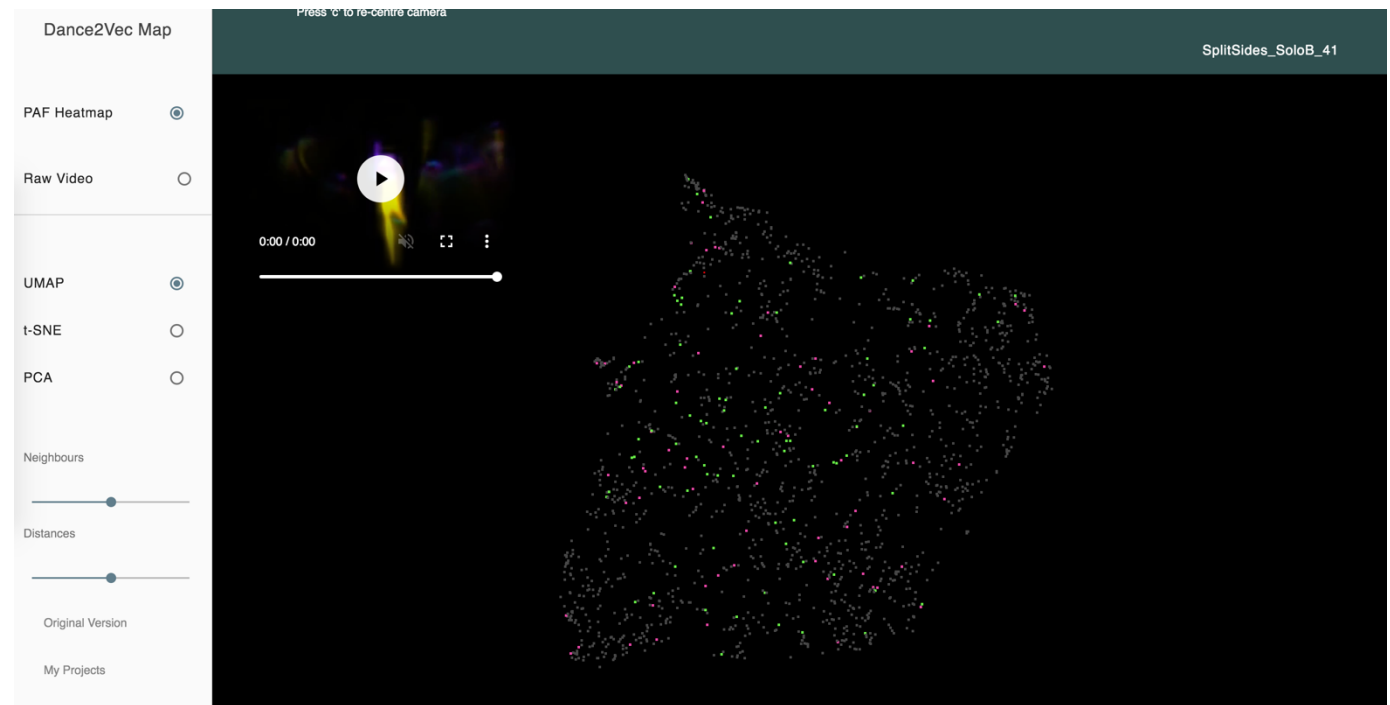 Dance2Vec Map
Press 'c' to re-centre camera
SplitSides_SoloB_41
PAF Heatmap
Raw Video
0:00 / 0:00
UMAP
t-SNE
PCA
Neighbours
Distances
Original Version
My Projects